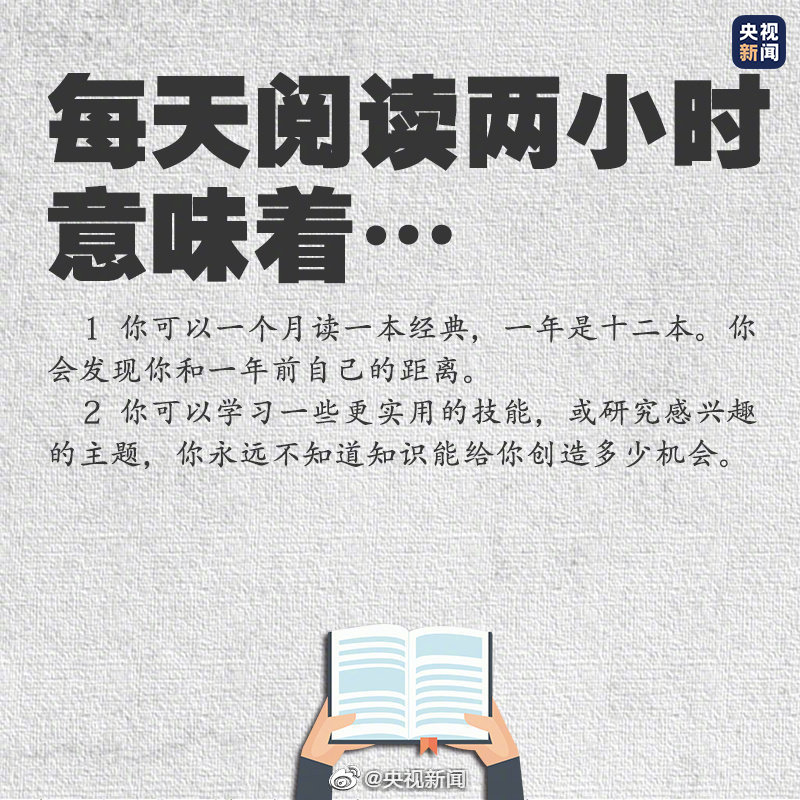 央视
新闻
每天阅读两小时
意味着…
1 你可以一个月读一本经典，一年是十二本。你
会发现你和一年前自己的距离。
2 你可以学习一些更实用的技能，或研究感兴趣
的主题，你永远不知道知识能给你创造多少机会。
@央视新闻